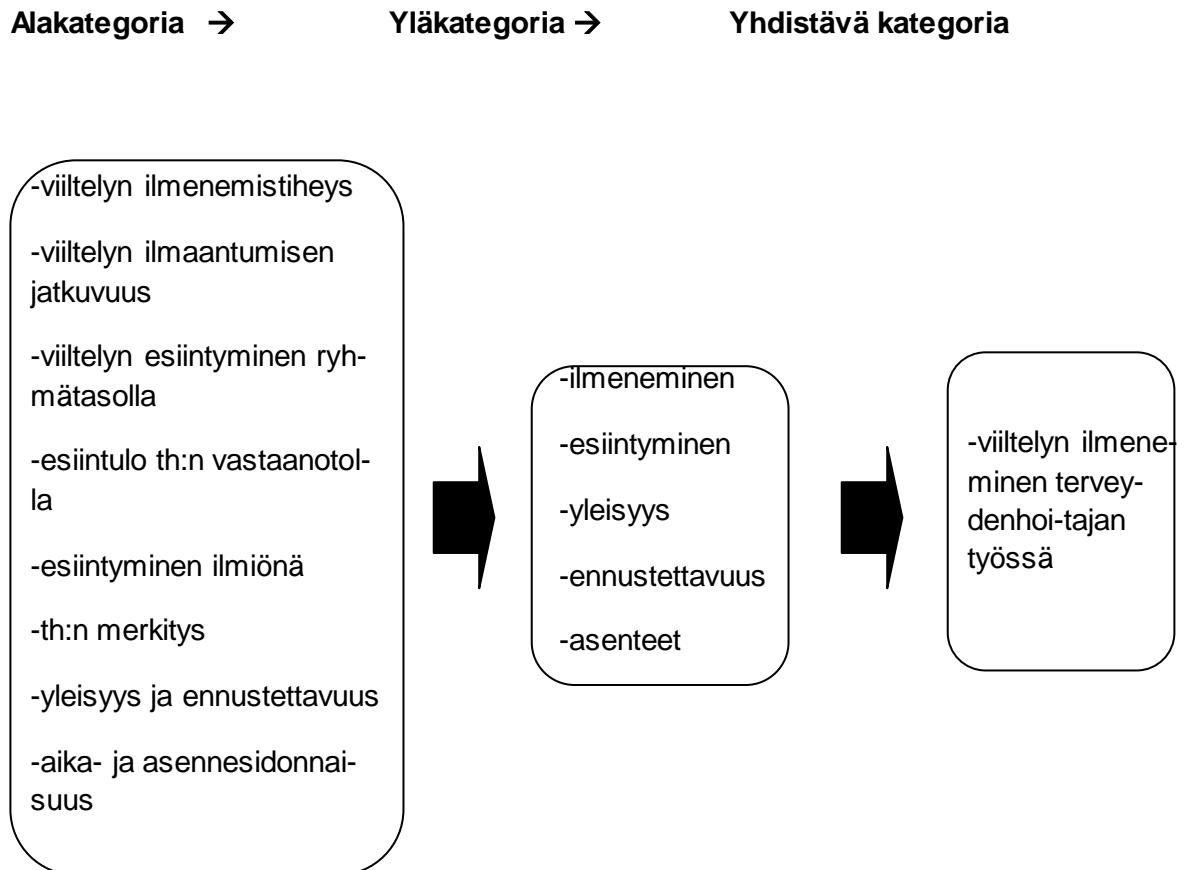 Alakategoria → Yläkategoria → Yhdistävä kategoria
-viiltelyn ilmenemistiheys
-viiltelyn ilmaantumisen
jatkuvuus
-viiltelyn esiintyminen ryh-
mätasolla
-esiintulo th:n vastaanotol-
la
-esiintyminen ilmiönä
-th:n merkitys
-yleisyys ja ennustettavuus
-aika- ja asennesidonnai-
suus
-ilmeneminen
-esiintyminen
-yleisyys
-ennustettavuus
-asenteet
-viiltelyn ilmene-
minen tervey-
denhoi-tajan
työssä